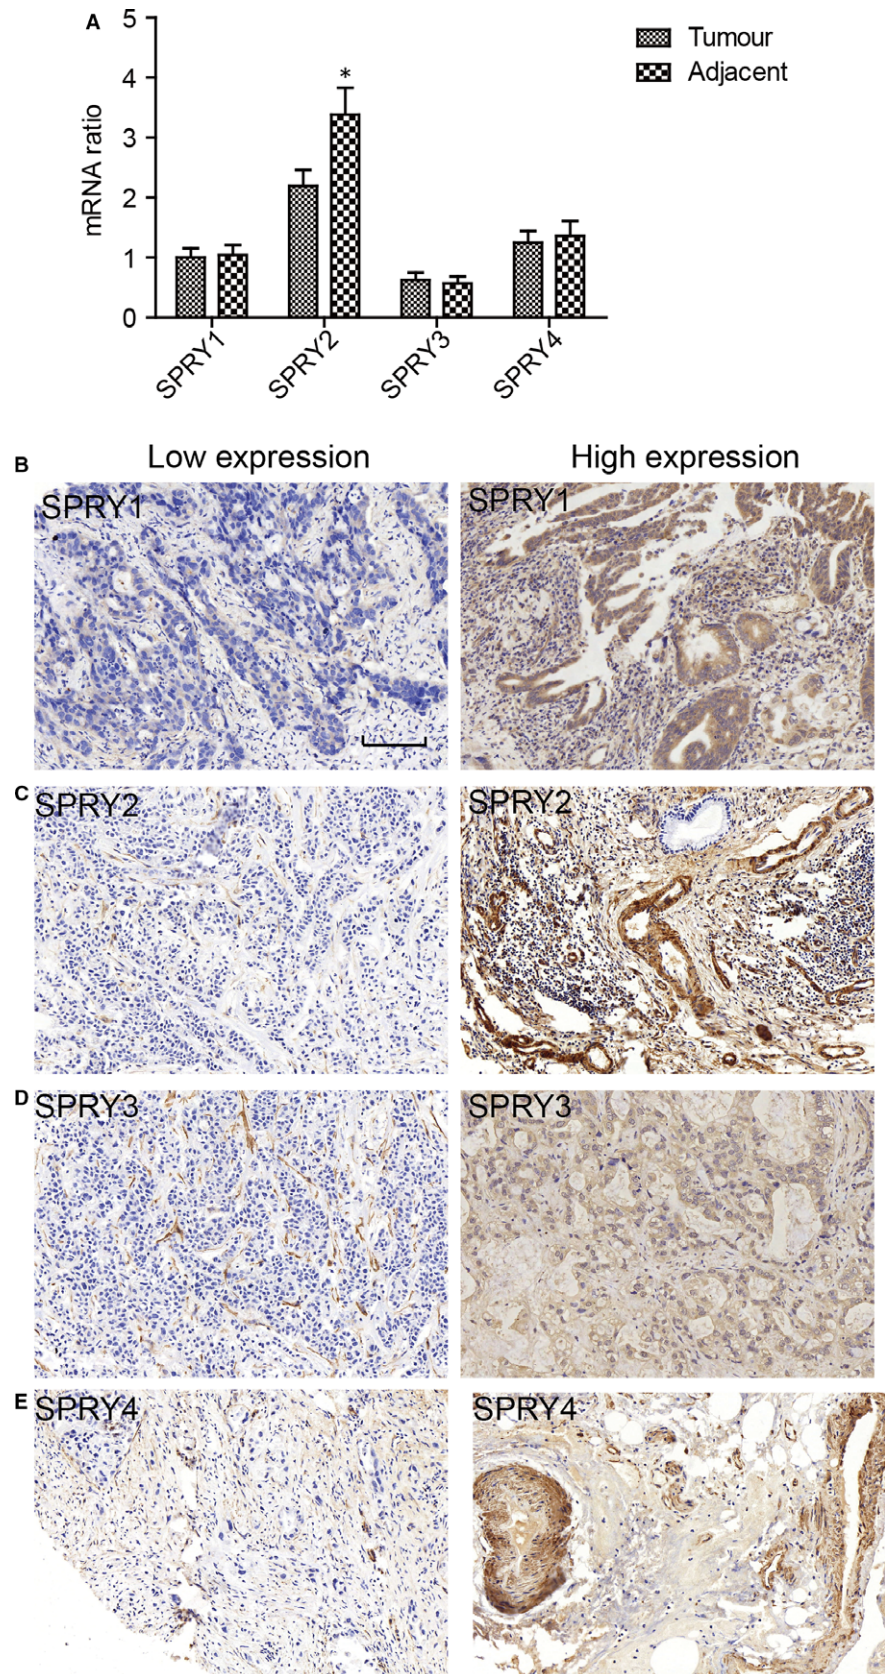 A
5
4
3
2
1
0
mRNA ratio
*
Tumour
Adjacent
SPRY1
SPRY2
SPRY3
SPRY4
B
Low expression
High expression
SPRY1
SPRY1
C
SPRY2
SPRY2
D
SPRY3
SPRY3
E
SPRY4
SPRY4